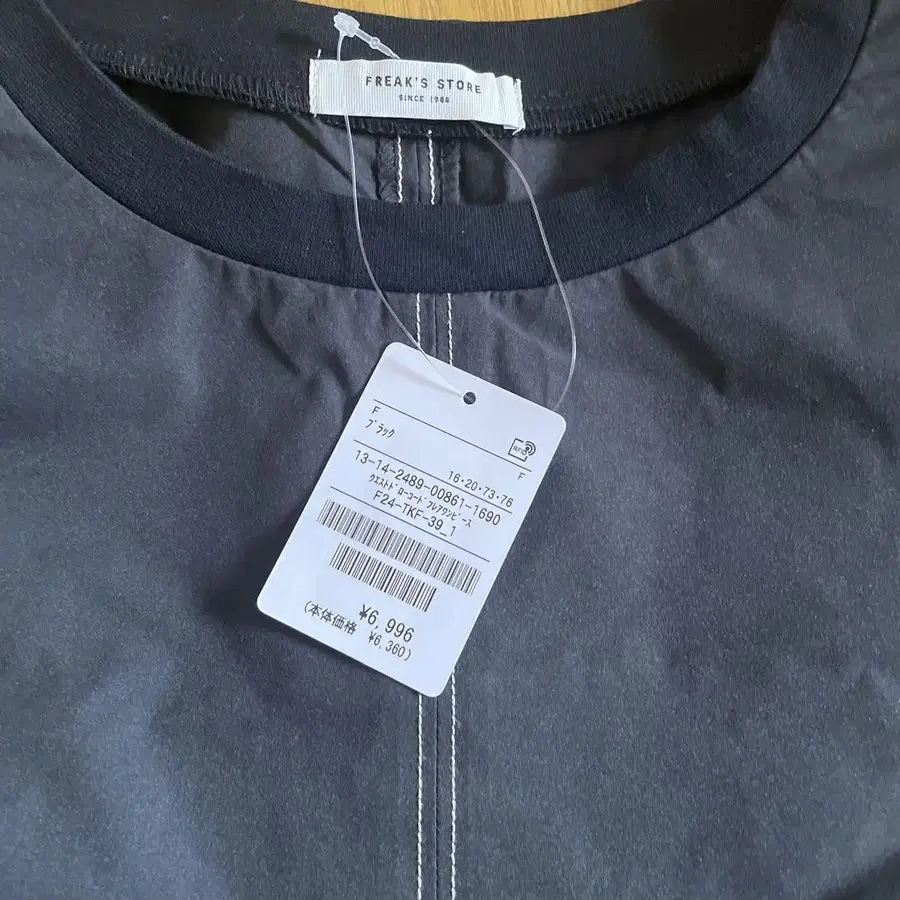 FREAK'S STORE
SINCE 1986
F
ブラック
RFID
16・20・73・76 F
13-14-2489-00861-1690
ウエストドローコードフレアワンピース
F24-TKF-39_1
¥6,996
(本体価格 ¥6,360)